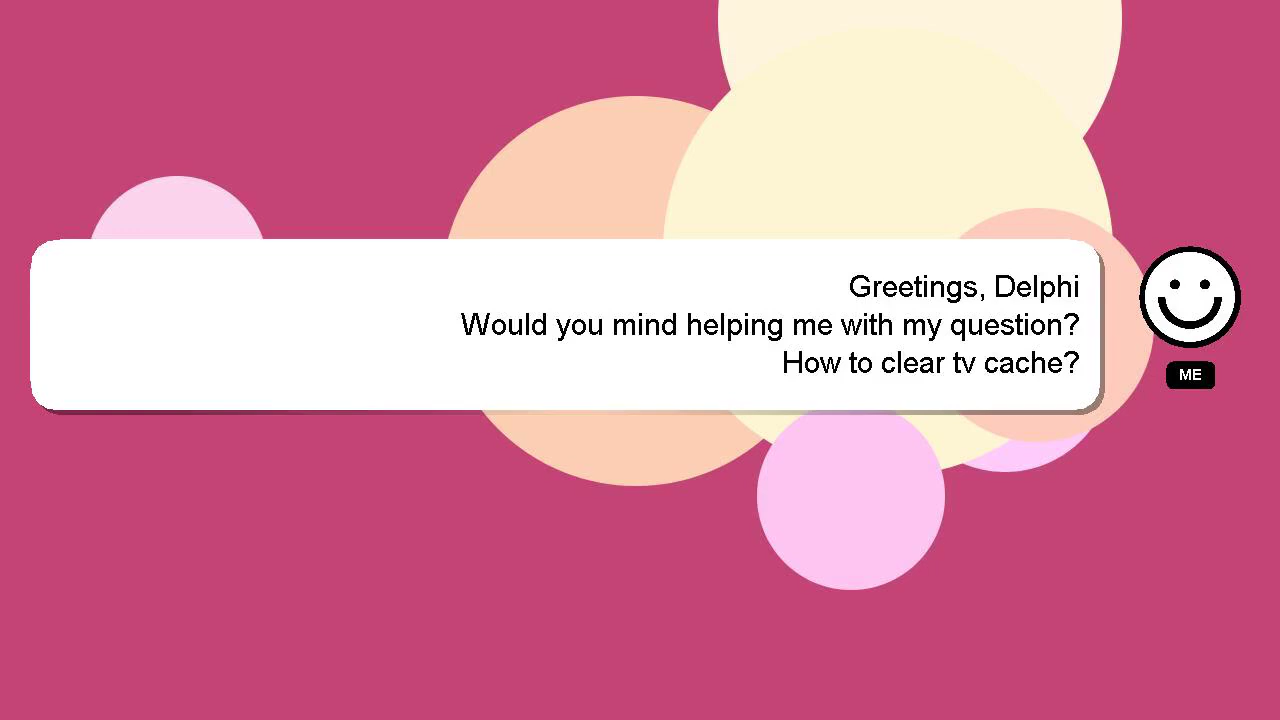 Greetings, Delphi
Would you mind helping me with my question?
How to clear tv cache?
ME